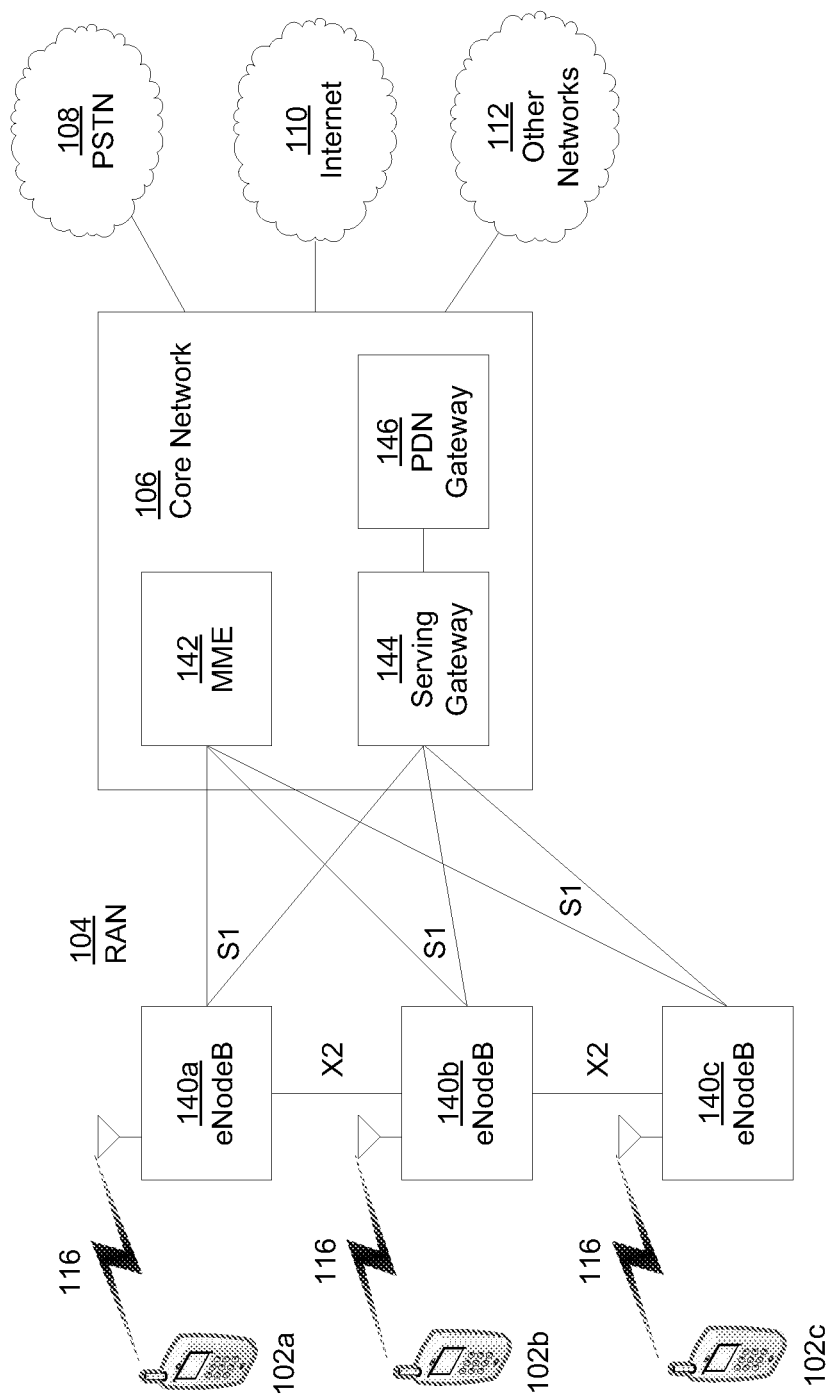 102a
116
140a
eNodeB
X2
102b
116
140b
eNodeB
X2
102c
116
140c
eNodeB
104
RAN
S1
S1
S1
106
Core Network
142
MME
144
Serving
Gateway
146
PDN
Gateway
108
PSTN
110
Internet
112
Other
Networks